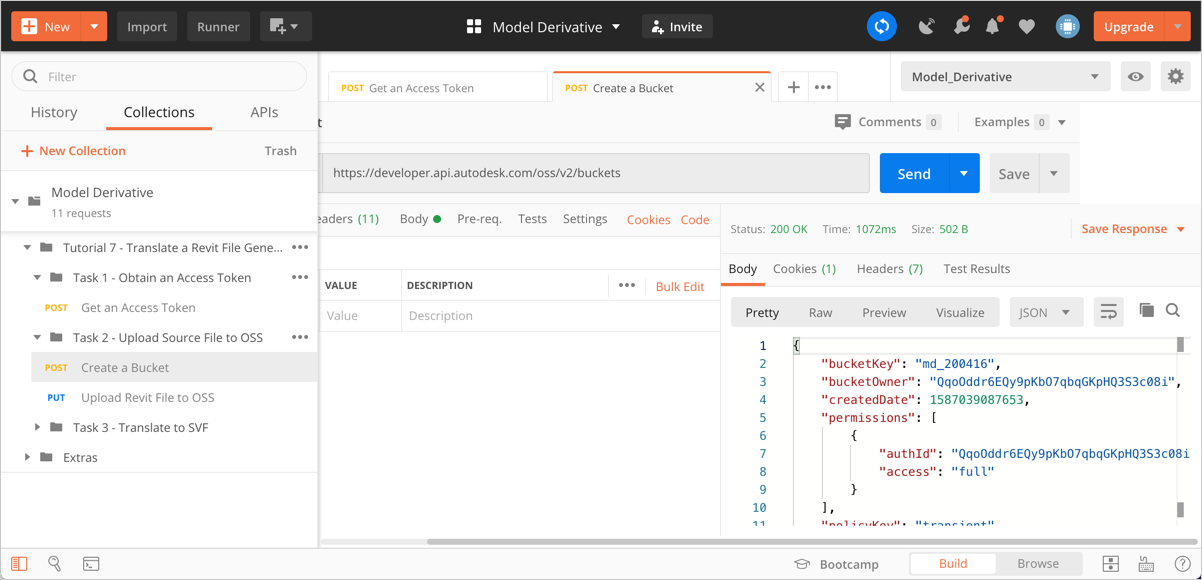 New Import Runner Model Derivative Invite Upgrade
Filter
History Collections APIs
New Collection Trash
Model Derivative
11 requests
Tutorial 7 - Translate a Revit File Gene... •••
Task 1 - Obtain an Access Token •••
POST Get an Access Token
Task 2 - Upload Source File to OSS •••
POST Create a Bucket
PUT Upload Revit File to OSS
Task 3 - Translate to SVF
Extras
POST Get an Access Token POST Create a Bucket Model_Derivative
t Comments 0 Examples 0
https://developer.api.autodesk.com/oss/v2/buckets Send Save
eaders (11) Body Pre-req. Tests Settings Cookies Code
VALUE DESCRIPTION ••• Bulk Edit
Value Description
Status: 200 OK Time: 1072ms Size: 502 B Save Response
Body Cookies (1) Headers (7) Test Results
Pretty Raw Preview Visualize JSON
1 {
2 "bucketKey": "md_200416",
3 "bucketOwner": "QqoOddr6EQy9pKbO7qbqGKpHQ3S3c08i",
4 "createdDate": 1587039087653,
5 "permissions": [
6 {
7 "authId": "QqoOddr6EQy9pKbO7qbqGKpHQ3S3c08i
8 "access": "full"
9 }
10 ],
11 "policyKey": "transient"
Bootcamp Build Browse